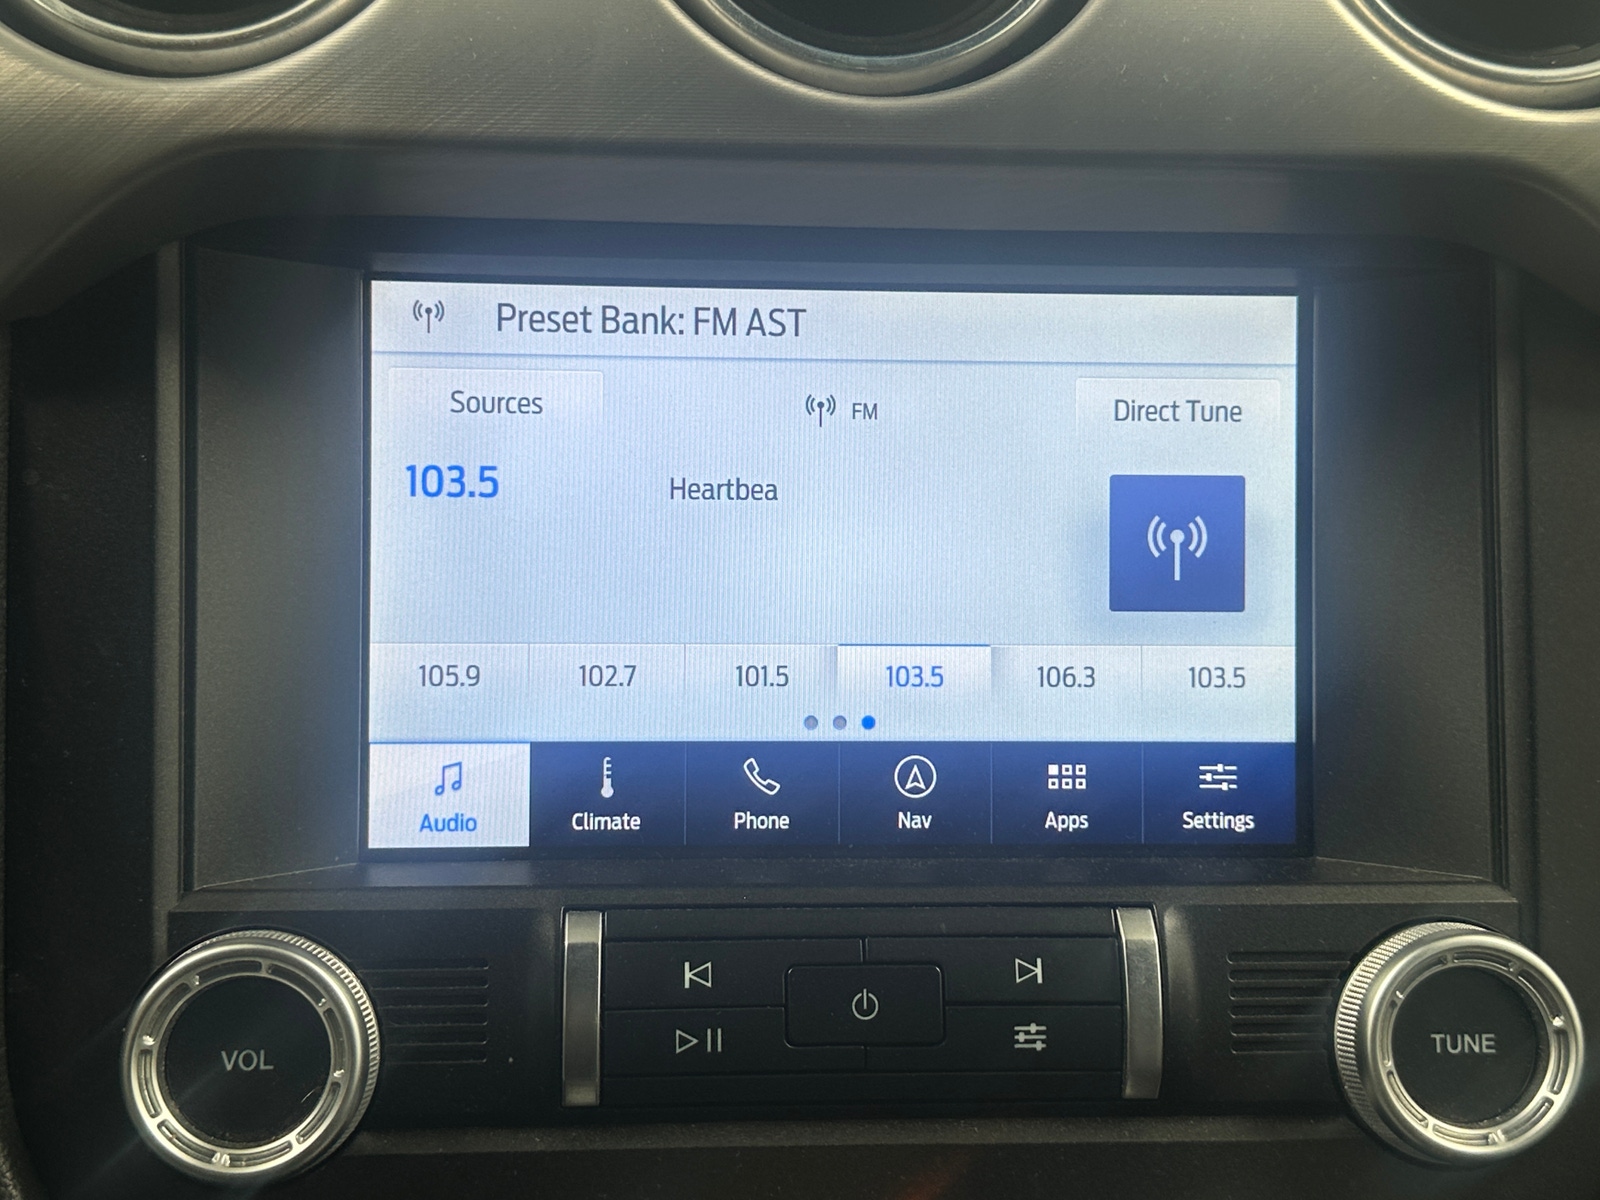 Preset Bank: FM AST
Sources
FM
Direct Tune
103.5
Heartbea
105.9 102.7 101.5 103.5 106.3 103.5
Audio Climate Phone Nav Apps Settings
VOL
TUNE